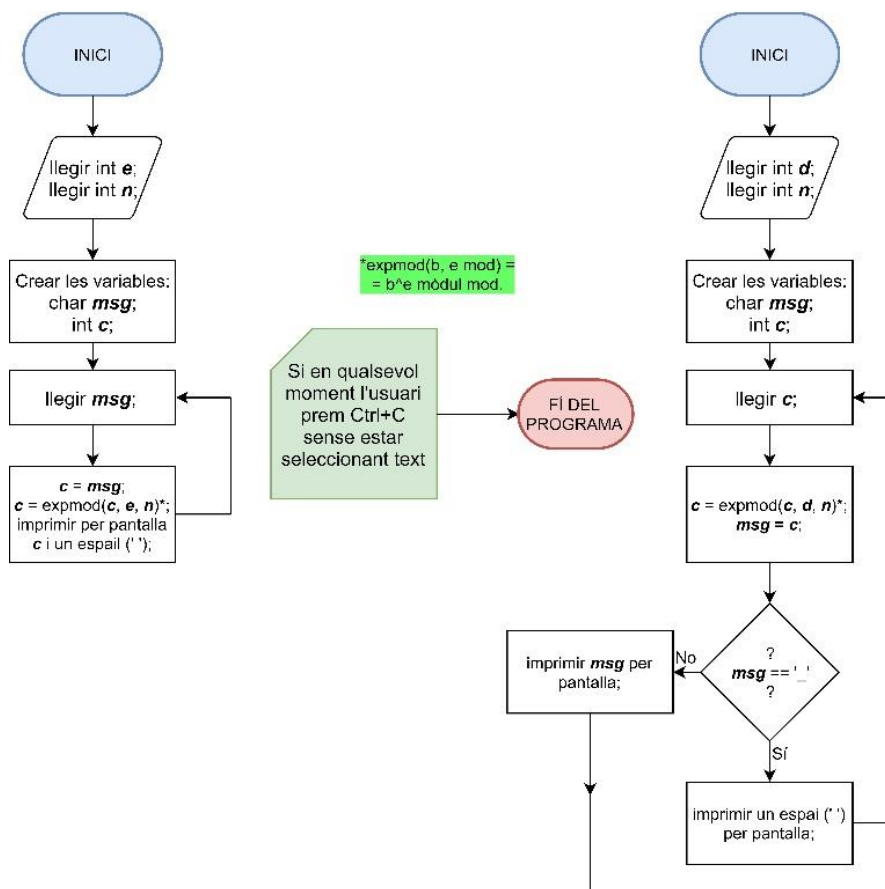 INICI
llegir int e;
llegir int n;
Crear les variables:
char msg;
int c;
llegir msg;
c = msg;
c = expmod(c, e, n)*;
imprimir per pantalla
c i un espail (' ');
*expmod(b, e mod) =
= b^e mòdul mod.
Si en qualsevol
moment l'usuari
prem Ctrl+C
sense estar
seleccionant text
FÍ DEL
PROGRAMA
INICI
llegir int d;
llegir int n;
Crear les variables:
char msg;
int c;
llegir c;
c = expmod(c, d, n)*;
msg = c;
?
msg == '_'
?
No
imprimir msg per
pantalla;
Sí
imprimir un espai (' ')
per pantalla;